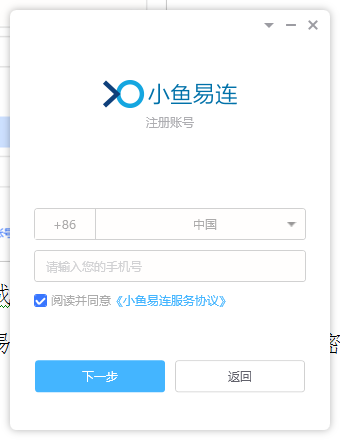 小鱼易连
注册账号
+86 中国
请输入您的手机号
阅读并同意《小鱼易连服务协议》
下一步 返回